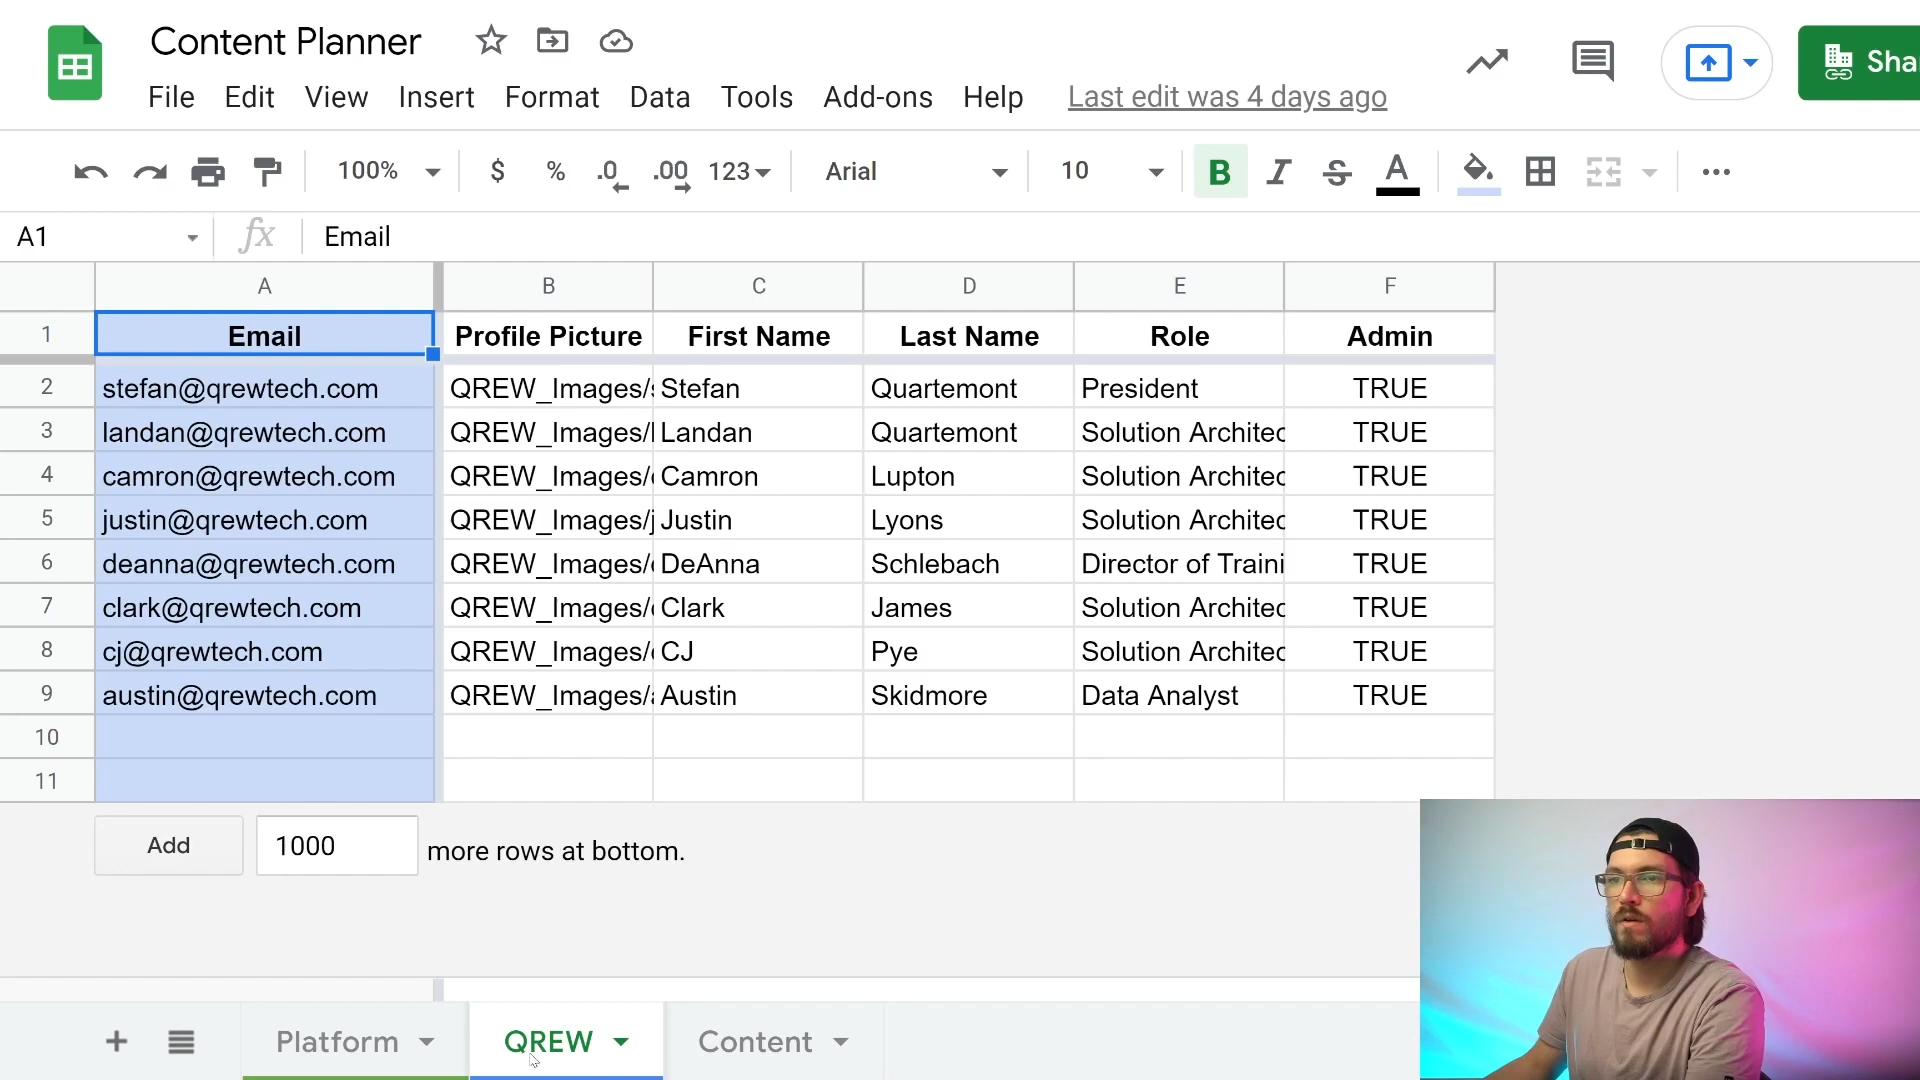 Content Planner
File Edit View Insert Format Data Tools Add-ons Help Last edit was 4 days ago
Sha
100% $ % .0 .00 123 Arial 10 B I S A
A1 fx Email
A B C D E F
1 Email Profile Picture First Name Last Name Role Admin
2 stefan@qrewtech.com QREW_Images/s Stefan Quartemont President TRUE
3 landan@qrewtech.com QREW_Images/l Landan Quartemont Solution Architec TRUE
4 camron@qrewtech.com QREW_Images/c Camron Lupton Solution Architec TRUE
5 justin@qrewtech.com QREW_Images/j Justin Lyons Solution Architec TRUE
6 deanna@qrewtech.com QREW_Images/d DeAnna Schlebach Director of Traini TRUE
7 clark@qrewtech.com QREW_Images/c Clark James Solution Architec TRUE
8 cj@qrewtech.com QREW_Images/c CJ Pye Solution Architec TRUE
9 austin@qrewtech.com QREW_Images/a Austin Skidmore Data Analyst TRUE
10
11
Add 1000 more rows at bottom.
Platform QREW Content